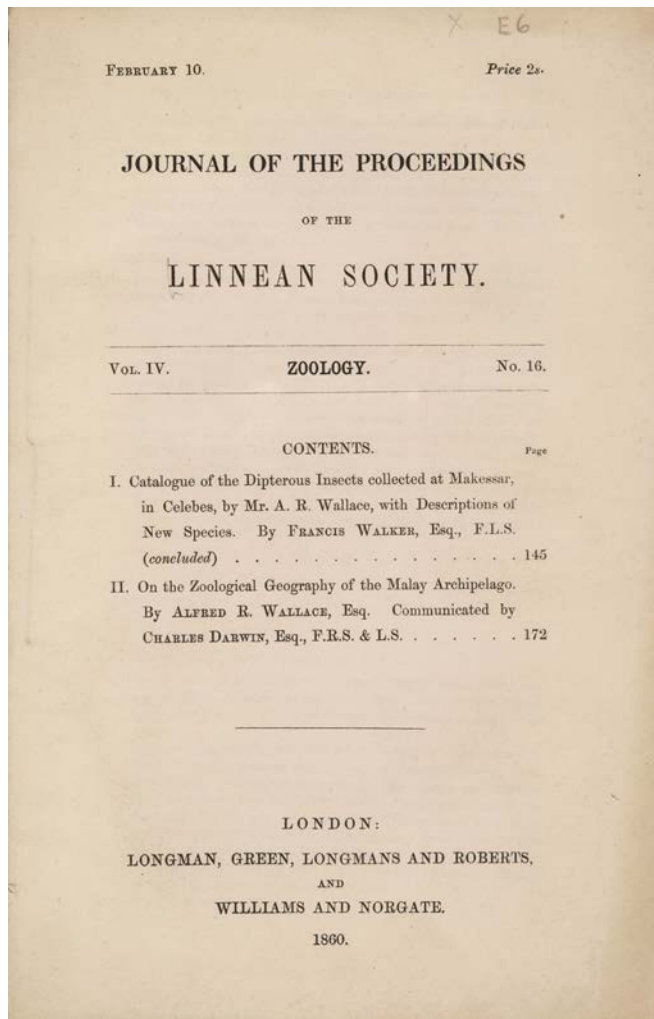 X E6
FEBRUARY 10. Price 2s.
JOURNAL OF THE PROCEEDINGS
OF THE
LINNEAN SOCIETY.
VOL. IV. ZOOLOGY. No. 16.
CONTENTS. Page
I. Catalogue of the Dipterous Insects collected at Makessar,
in Celebes, by Mr. A. R. Wallace, with Descriptions of
New Species. By FRANCIS WALKER, Esq., F.L.S.
(concluded) . . . . . . . . . . . . . . . . 145
II. On the Zoological Geography of the Malay Archipelago.
By ALFRED R. WALLACE, Esq. Communicated by
CHARLES DARWIN, Esq., F.R.S. & L.S. . . . . . . . 172
LONDON:
LONGMAN, GREEN, LONGMANS AND ROBERTS,
AND
WILLIAMS AND NORGATE.
1860.